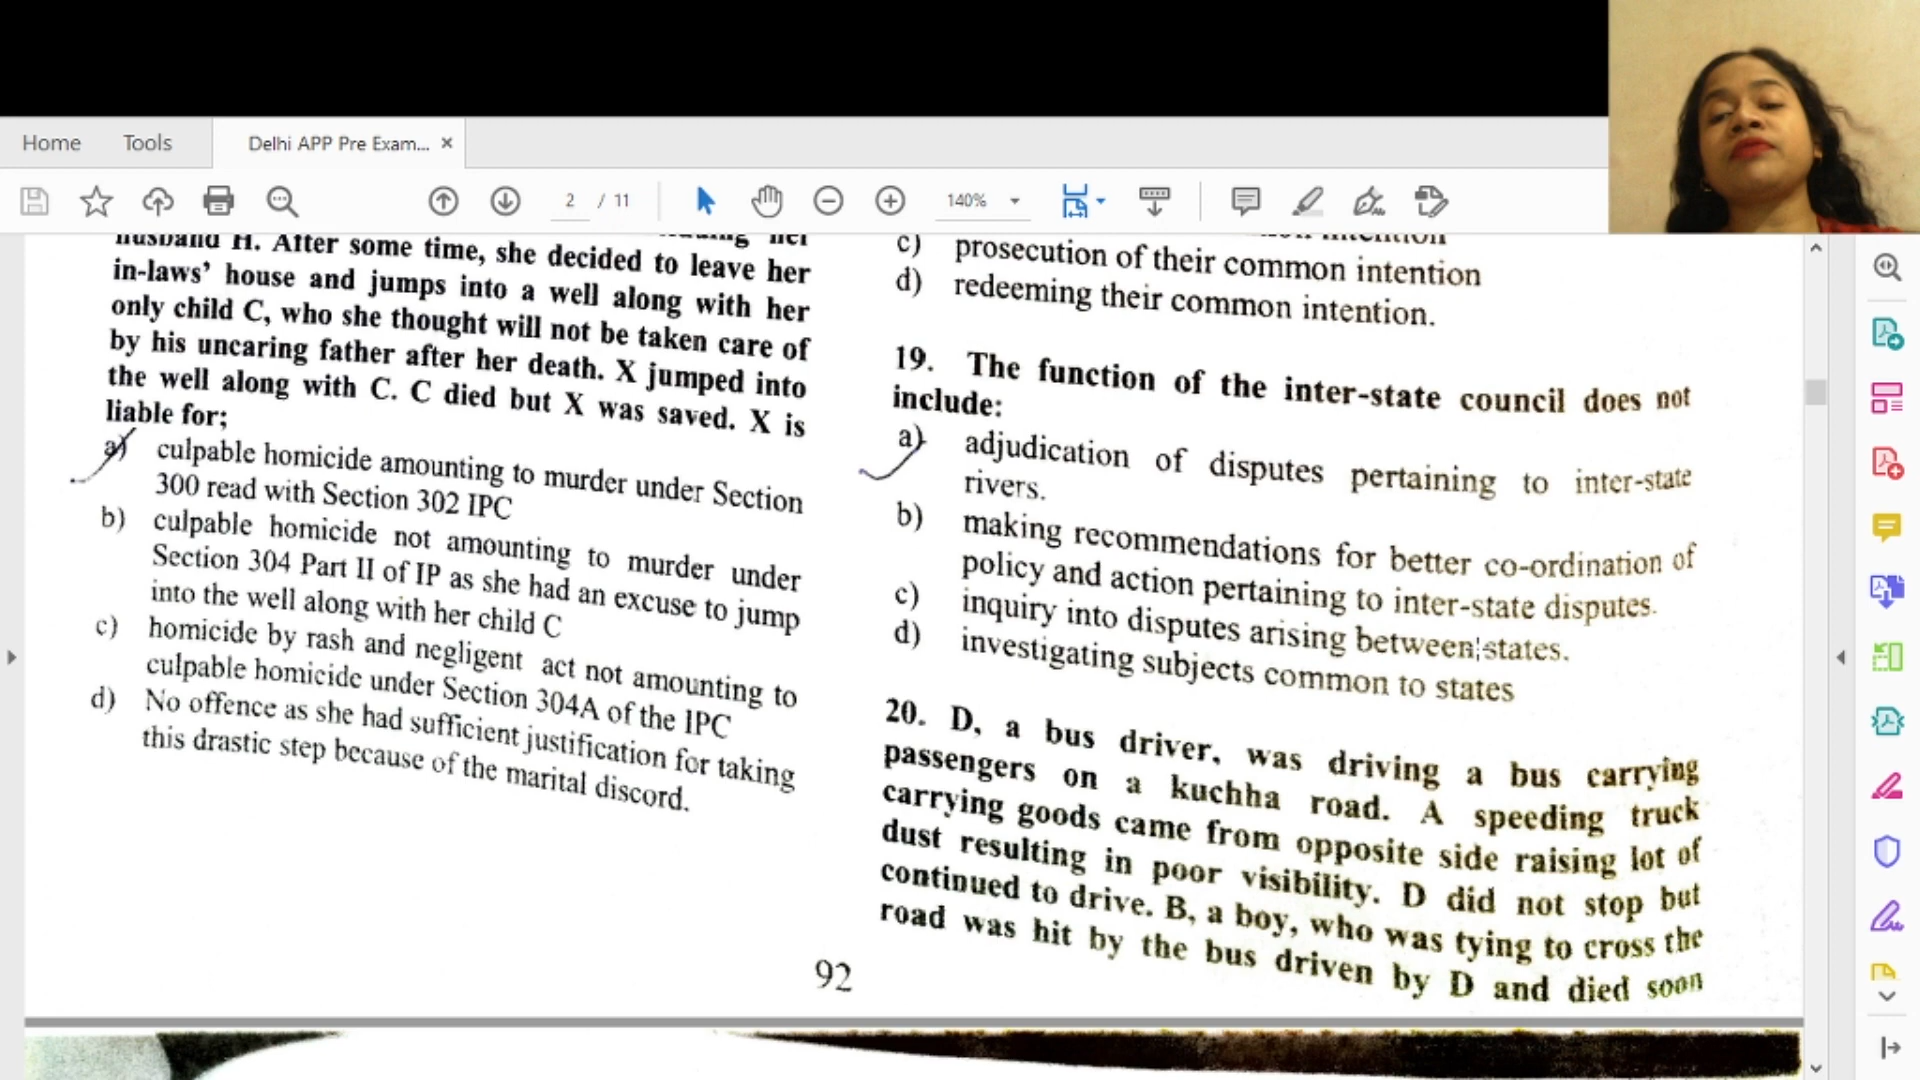 Home
Tools
Delhi APP Pre Exam...
2 / 11
140%
husband H. After some time, she decided to leave her
in-laws' house and jumps into a well along with her
only child C, who she thought will not be taken care of
by his uncaring father after her death. X jumped into
the well along with C. C died but X was saved. X is
liable for;
a) culpable homicide amounting to murder under Section
300 read with Section 302 IPC
b) culpable homicide not amounting to murder under
Section 304 Part II of IP as she had an excuse to jump
into the well along with her child C
c) homicide by rash and negligent act not amounting to
culpable homicide under Section 304A of the IPC
d) No offence as she had sufficient justification for taking
this drastic step because of the marital discord.
intention
c) prosecution of their common intention
d) redeeming their common intention.
19. The function of the inter-state council does not
include:
a) adjudication of disputes pertaining to inter-state
rivers.
b) making recommendations for better co-ordination of
policy and action pertaining to inter-state disputes.
c) inquiry into disputes arising between states.
d) investigating subjects common to states
20. D, a bus driver, was driving a bus carrying
passengers on a kuchha road. A speeding truck
carrying goods came from opposite side raising lot of
dust resulting in poor visibility. D did not stop but
continued to drive. B, a boy, who was tying to cross the
road was hit by the bus driven by D and died soon
92